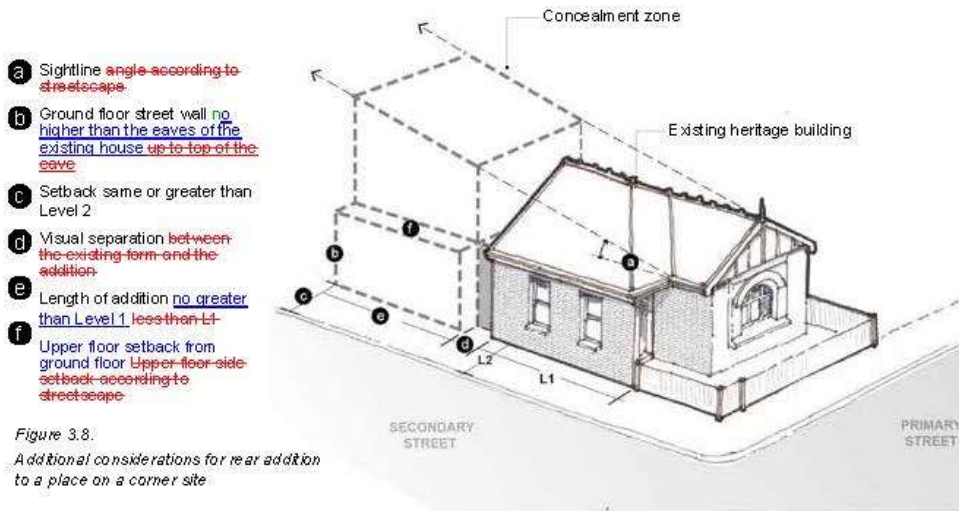 Concealment zone
a Sightline angle according to
streetscape
b Ground floor street wall no
higher than the eaves of the
existing house up to top of the
eave
Existing heritage building
c Setback same or greater than
Level 2
d Visual separation between
the existing form and the
addition
e Length of addition no greater
than Level 1 less than L1
f Upper floor setback from
ground floor Upper floor side
setback according to
streetscape
f
b
a
c
e
d
L2
L1
SECONDARY
STREET
PRIMARY
STREET
Figure 3.8.
Additional considerations for rear addition
to a place on a corner site